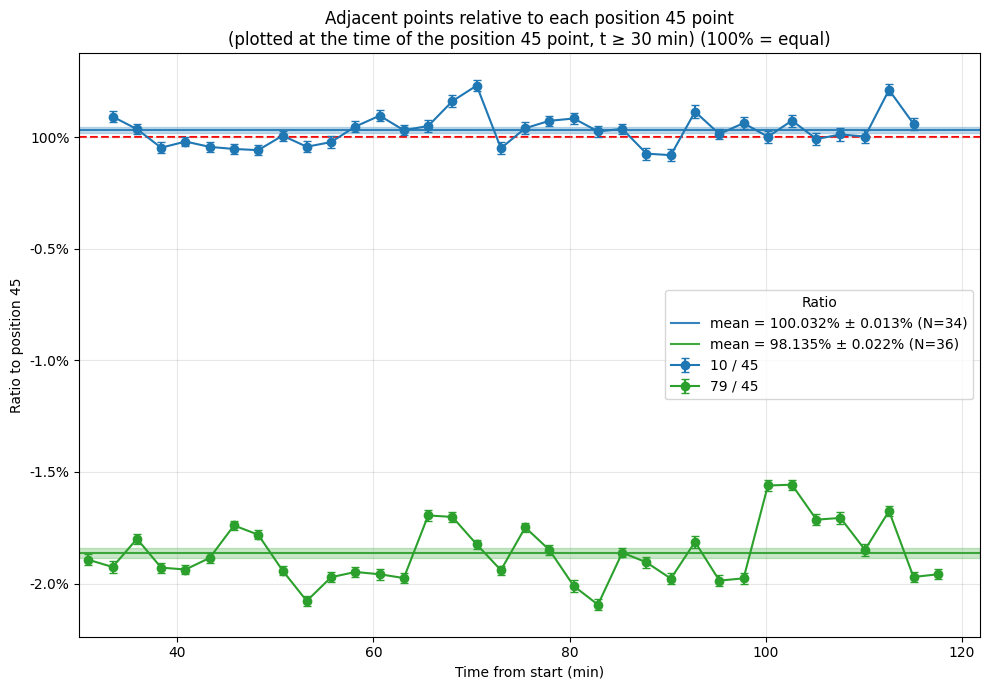 Adjacent points relative to each position 45 point
(plotted at the time of the position 45 point, t ≥ 30 min) (100% = equal)
Ratio to position 45
100%
-0.5%
-1.0%
-1.5%
-2.0%
Ratio
mean = 100.032% ± 0.013% (N=34)
mean = 98.135% ± 0.022% (N=36)
10 / 45
79 / 45
40
60
80
100
120
Time from start (min)